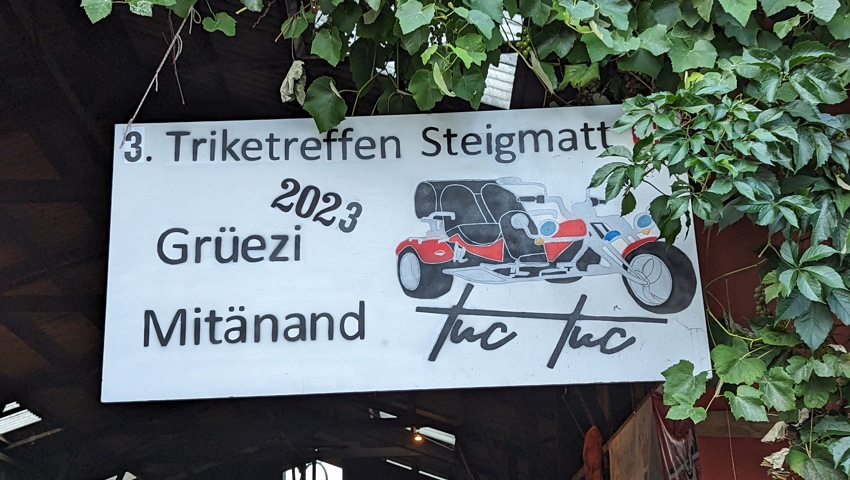 3. Triketreffen Steigmatt
2023
Grüezi
Mitänand
Tuc Tuc